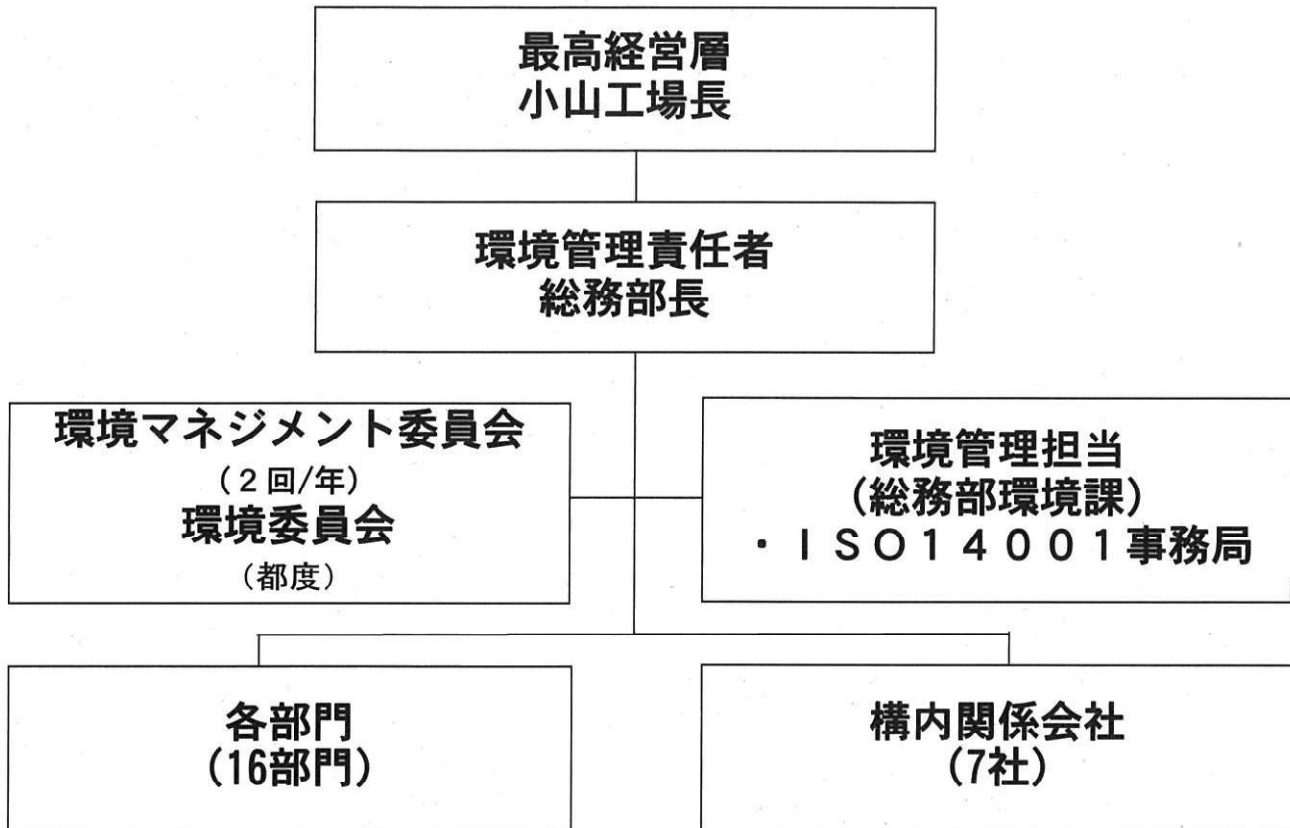 最高経営層
小山工場長
環境管理責任者
総務部長
環境マネジメント委員会
(２回/年)
環境委員会
(都度)
環境管理担当
(総務部環境課)
・ＩＳＯ１４００１事務局
各部門
(16部門)
構内関係会社
(7社)